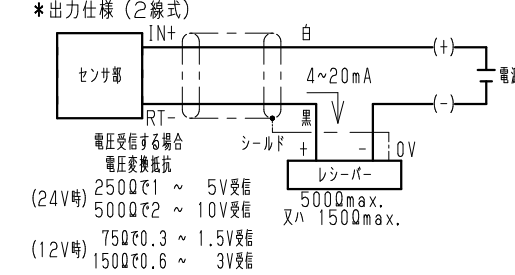 *出力仕様（2線式）
IN+
白
(+)
センサ部
4~20mA
電源
RT-
黒
(-)
シールド
+
-
0V
電圧受信する場合
電圧変換抵抗
レシーバー
(24V時)
250Ωで1 ~ 5V受信
500Ωで2 ~ 10V受信
500Ωmax.
又ハ 150Ωmax.
(12V時)
75Ωで0.3 ~ 1.5V受信
150Ωで0.6 ~ 3V受信